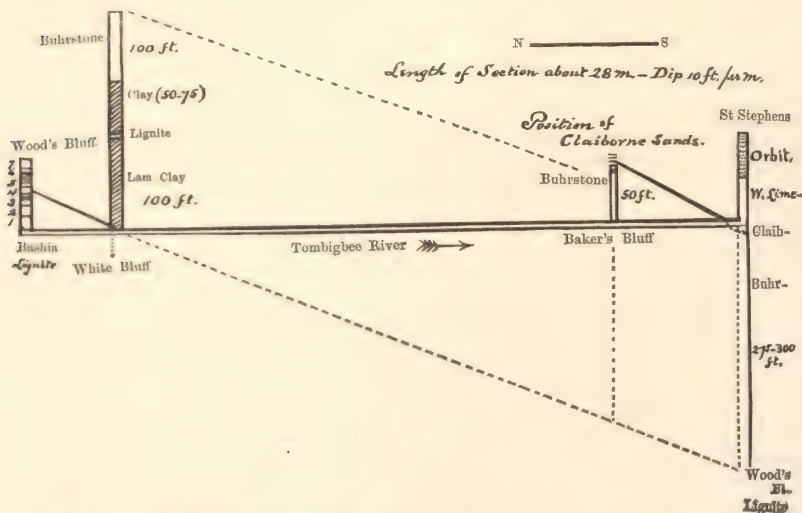 Buhrstone
100 ft.
N S
Length of Section about 28 m. – Dip 10 ft. pr m.
Clay (50-75)
Lignite
Lam Clay
100 ft.
Wood's Bluff
Position of
Claiborne Sands.
St Stephens
Orbit,
W. Lime-
Buhrstone
50 ft.
Claib-
Bashia
Lignite
White Bluff
Tombigbee River
Baker's Bluff
Buhr-
275-300
ft.
Wood's
Bl.
(Lignite)